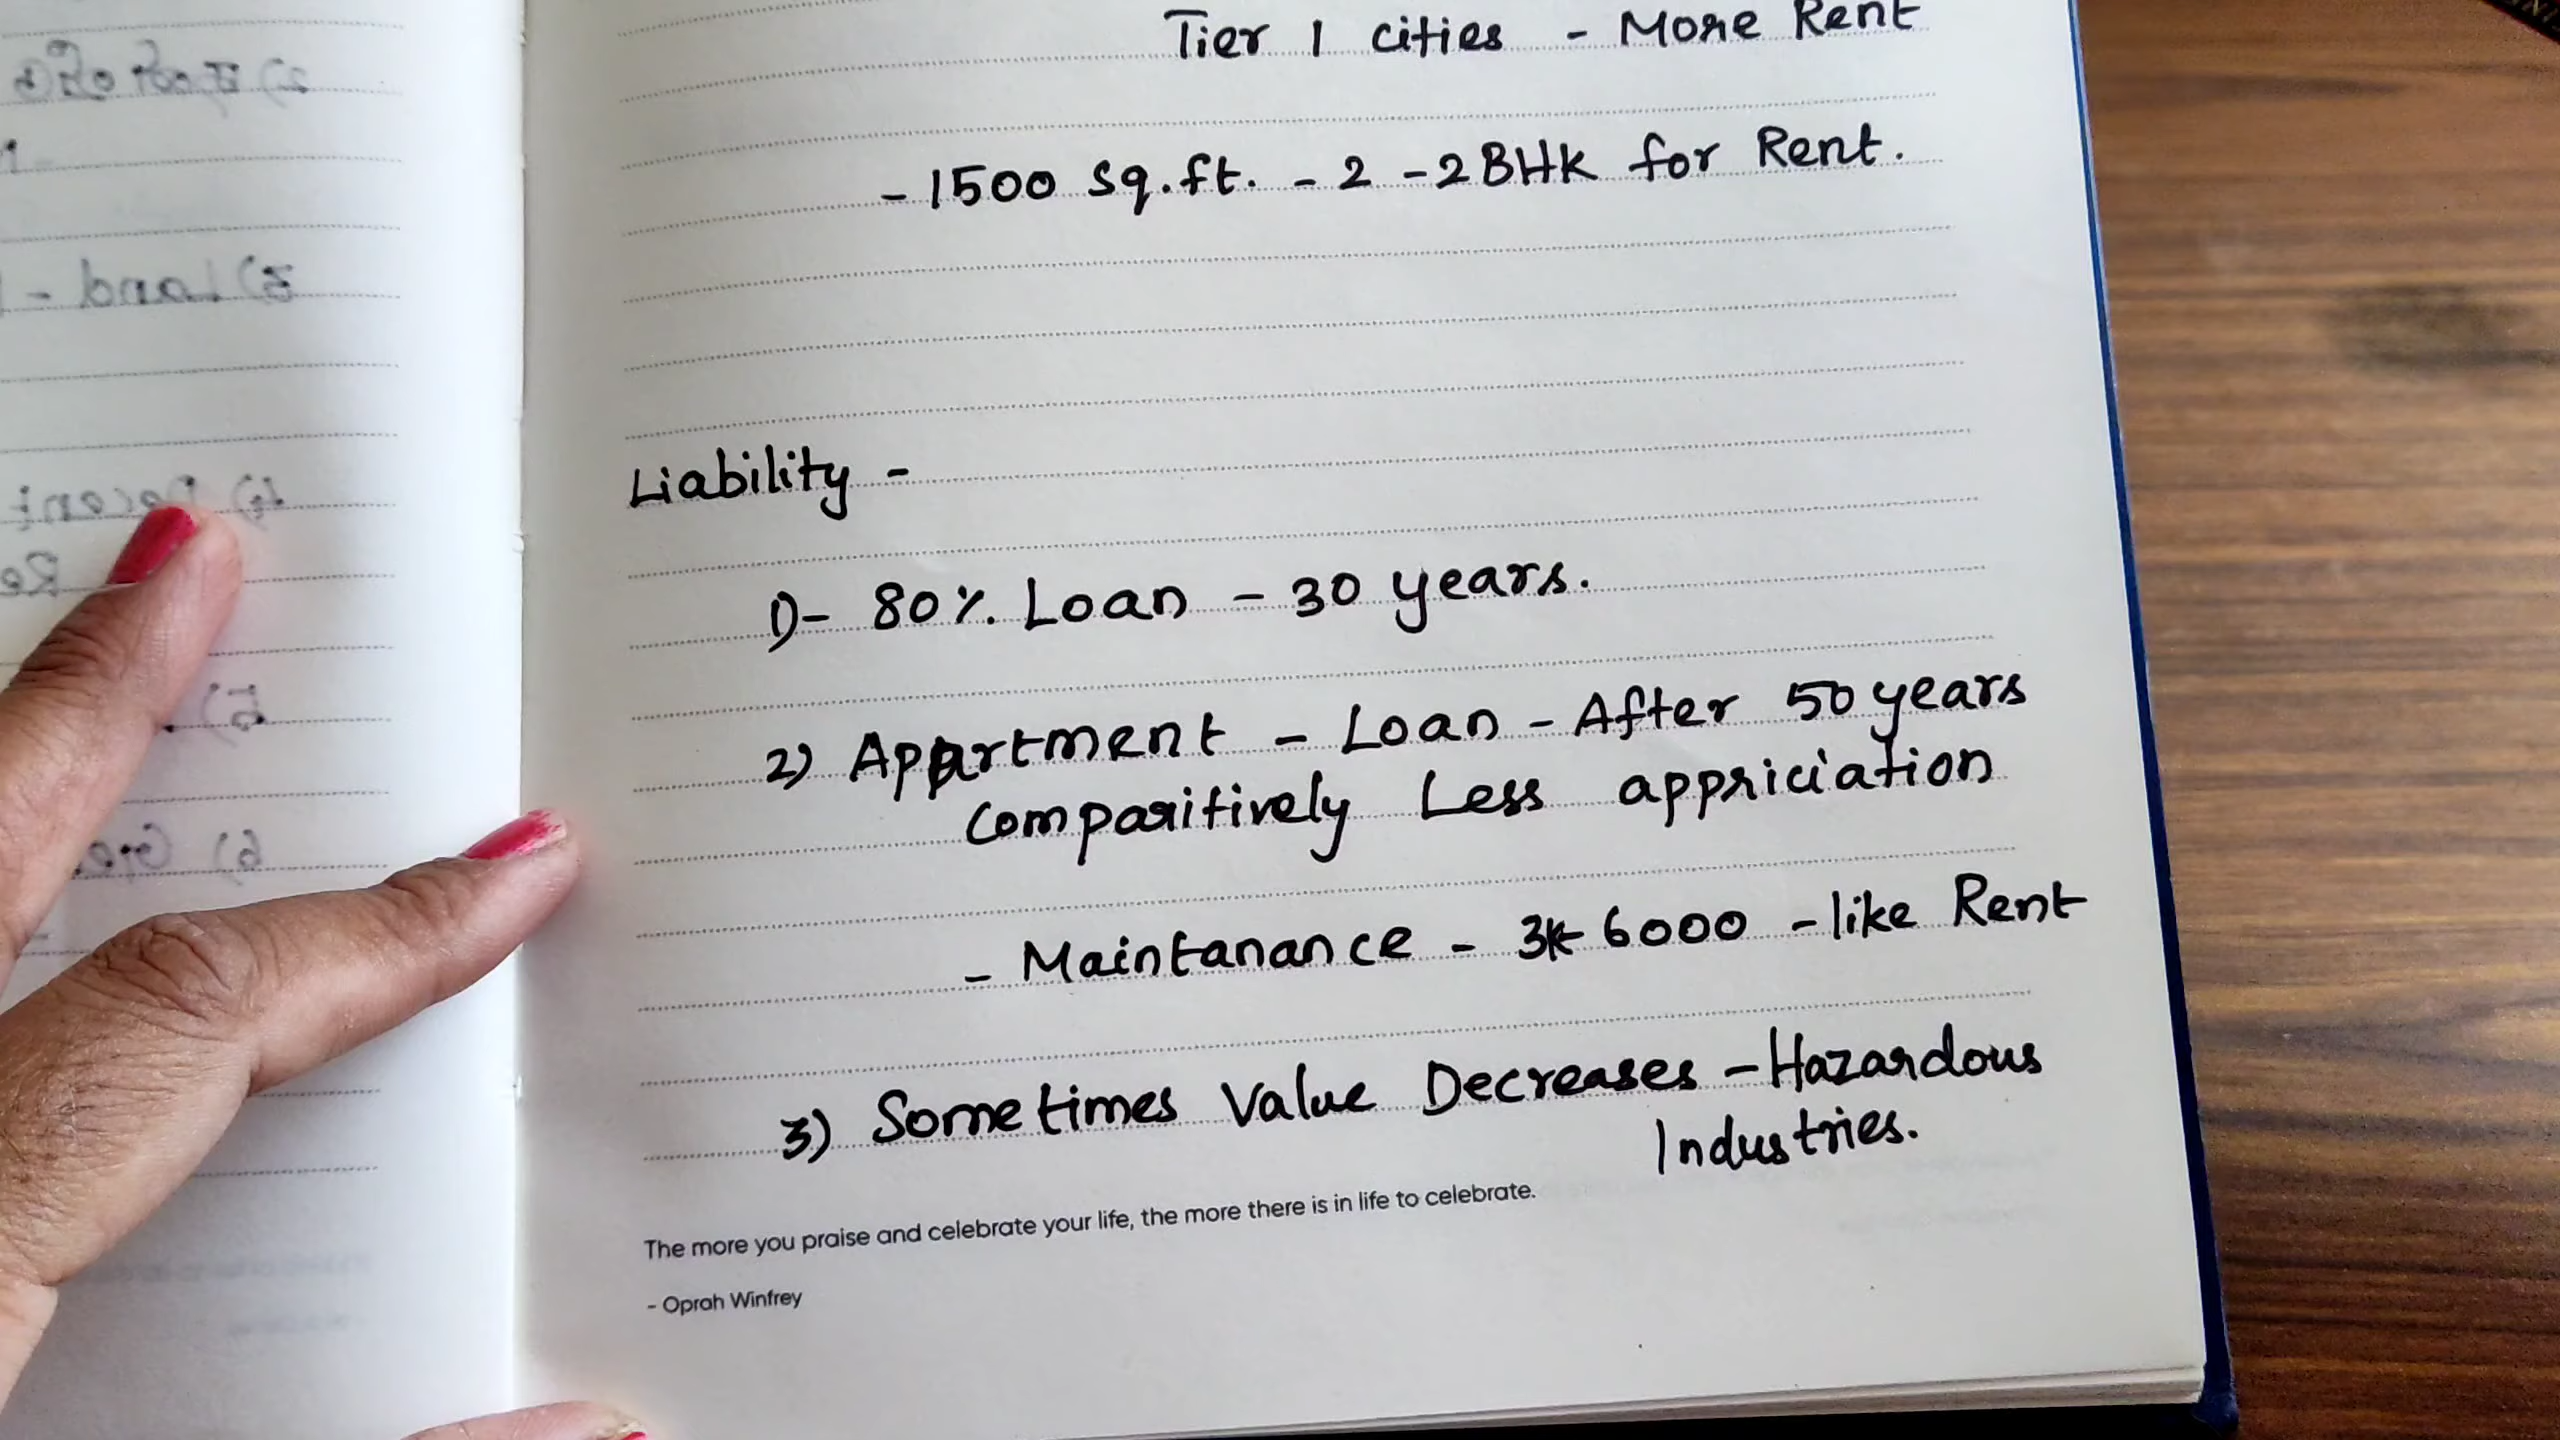 Tier 1 cities - More Rent
- 1500 sq.ft. - 2 - 2BHK for Rent.
Liability -
1) - 80% Loan - 30 years.
2) Appartment - Loan - After 50 years
comparitively Less appriciation
- Maintanance - 3K 6000 - like Rent
3) Sometimes Value Decreases - Hazardous
Industries.
The more you praise and celebrate your life, the more there is in life to celebrate.
- Oprah Winfrey